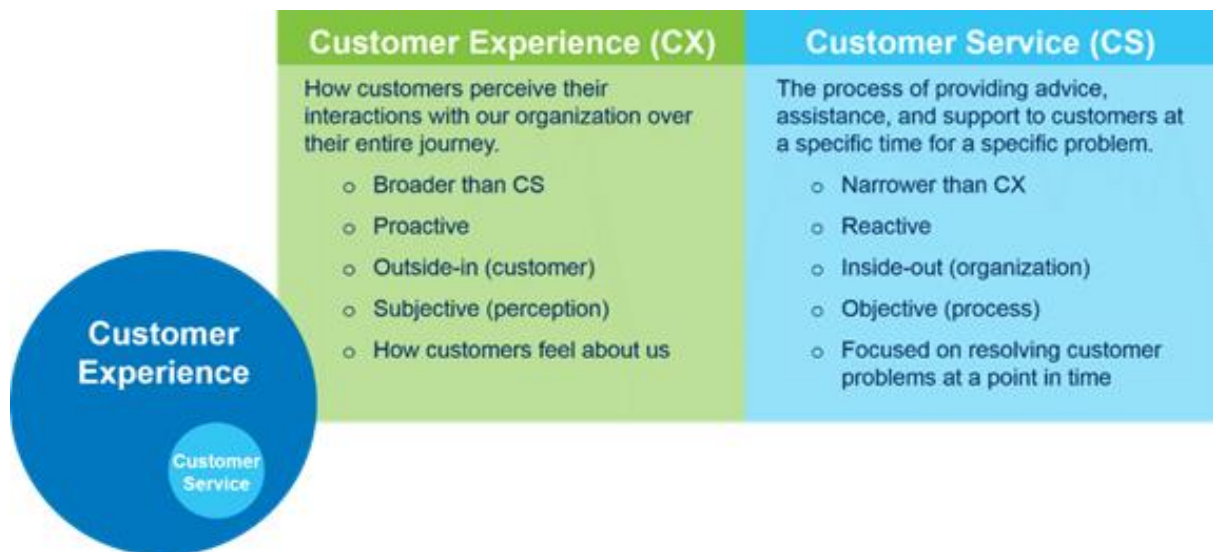 Customer Experience (CX)
How customers perceive their
interactions with our organization over
their entire journey.
o Broader than CS
o Proactive
o Outside-in (customer)
o Subjective (perception)
o How customers feel about us
Customer Service (CS)
The process of providing advice,
assistance, and support to customers at
a specific time for a specific problem.
o Narrower than CX
o Reactive
o Inside-out (organization)
o Objective (process)
o Focused on resolving customer
problems at a point in time
Customer
Experience
Customer
Service